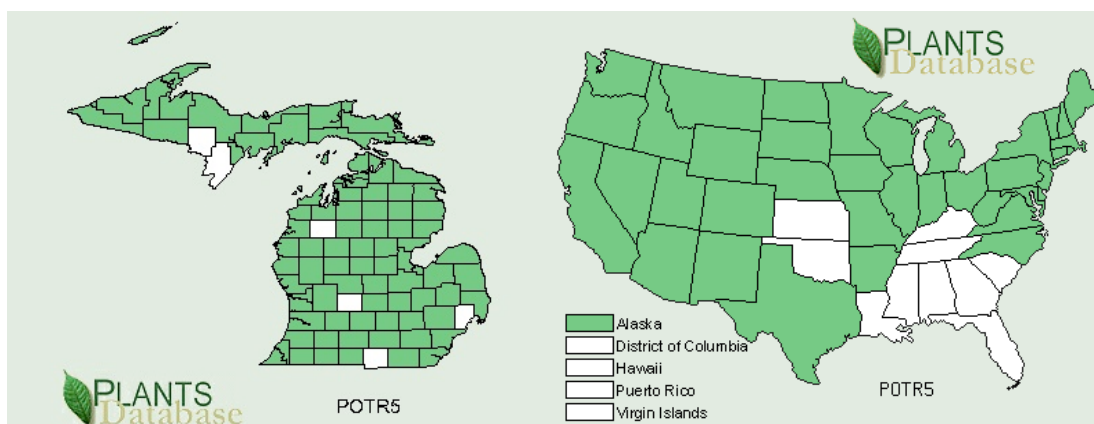 PLANTS
Database
POTR5
PLANTS
Database
Alaska
District of Columbia
Hawaii
Puerto Rico
Virgin Islands
POTR5